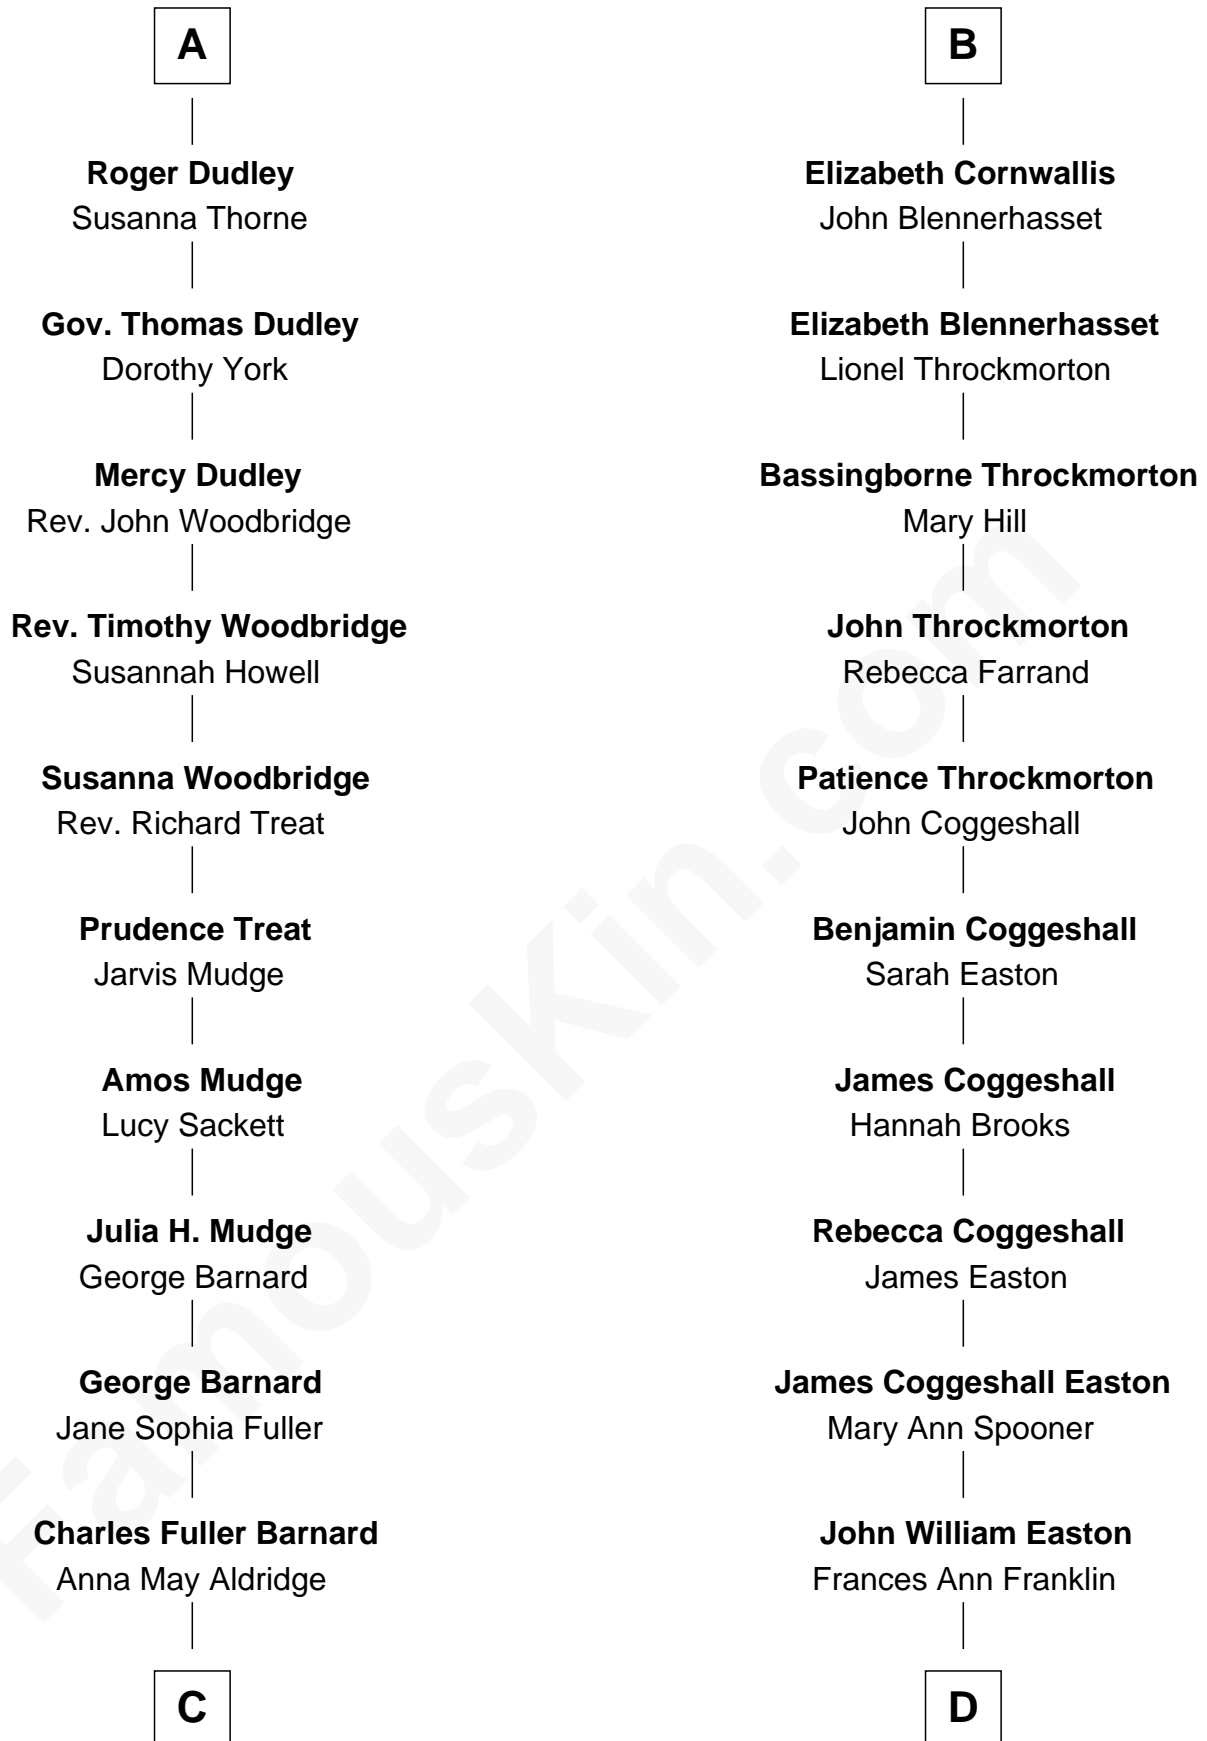 A
Roger Dudley
Susanna Thorne
Gov. Thomas Dudley
Dorothy York
Mercy Dudley
Rev. John Woodbridge
Rev. Timothy Woodbridge
Susannah Howell
Susanna Woodbridge
Rev. Richard Treat
Prudence Treat
Jarvis Mudge
Amos Mudge
Lucy Sackett
Julia H. Mudge
George Barnard
George Barnard
Jane Sophia Fuller
Charles Fuller Barnard
Anna May Aldridge
C
B
Elizabeth Cornwallis
John Blennerhasset
Elizabeth Blennerhasset
Lionel Throckmorton
Bassingborne Throckmorton
Mary Hill
John Throckmorton
Rebecca Farrand
Patience Throckmorton
John Coggeshall
Benjamin Coggeshall
Sarah Easton
James Coggeshall
Hannah Brooks
Rebecca Coggeshall
James Easton
James Coggeshall Easton
Mary Ann Spooner
John William Easton
Frances Ann Franklin
D
FamousKin.com